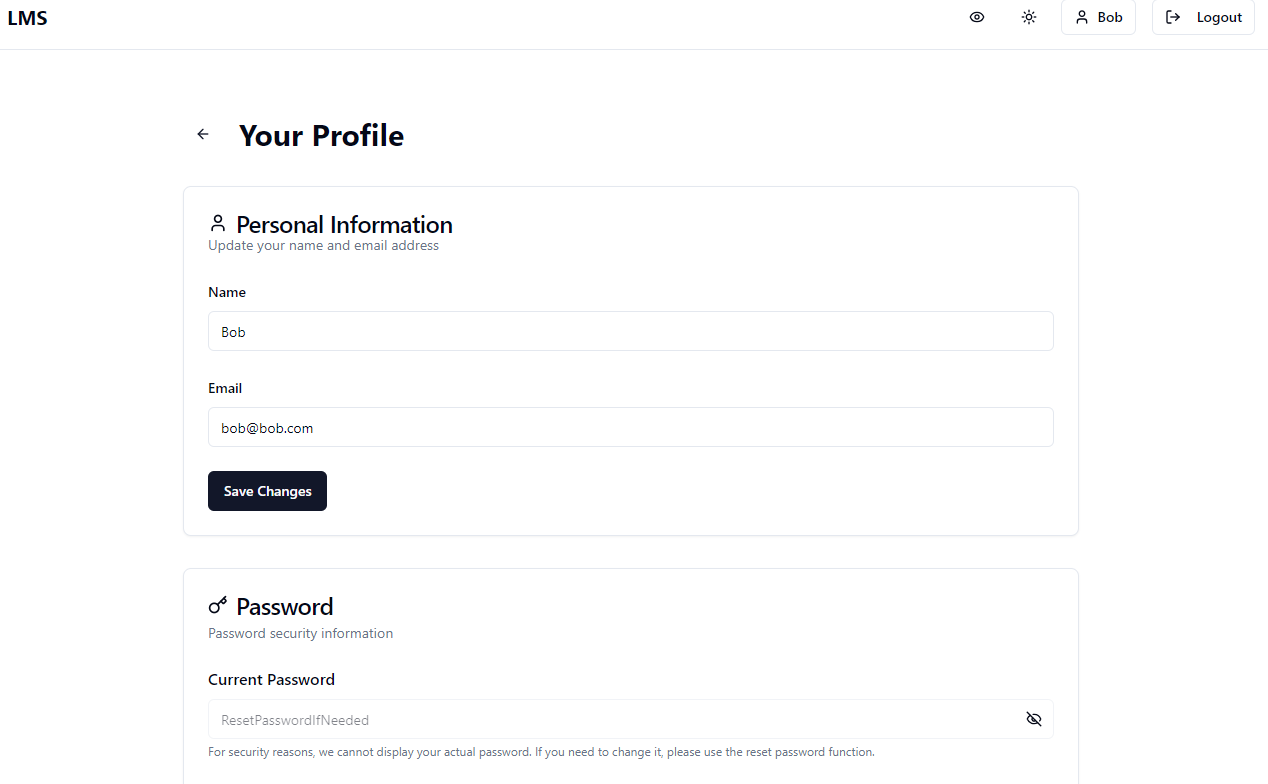 LMS
Bob
Logout
Your Profile
Personal Information
Update your name and email address
Name
Bob
Email
bob@bob.com
Save Changes
Password
Password security information
Current Password
ResetPasswordIfNeeded
For security reasons, we cannot display your actual password. If you need to change it, please use the reset password function.